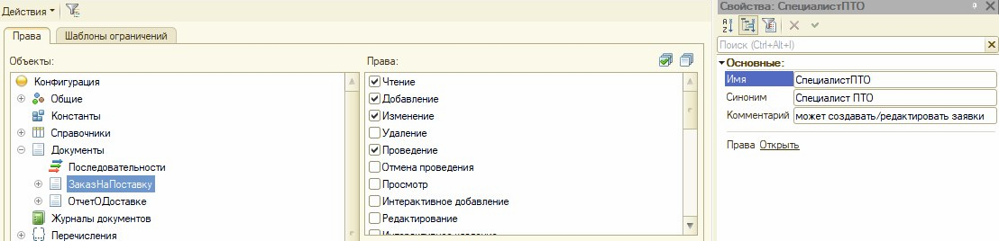 Действия
Права
Шаблоны ограничений
Объекты:
Конфигурация
Общие
Константы
Справочники
Документы
Последовательности
ЗаказНаПоставку
ОтчетОДоставке
Журналы документов
Перечисления
Права:
Чтение
Добавление
Изменение
Удаление
Проведение
Отмена проведения
Просмотр
Интерактивное добавление
Редактирование
Свойства: СпециалистПТО
Поиск (Ctrl+Alt+I)
Основные:
Имя СпециалистПТО
Синоним Специалист ПТО
Комментарий может создавать/редактировать заявки
Права Открыть